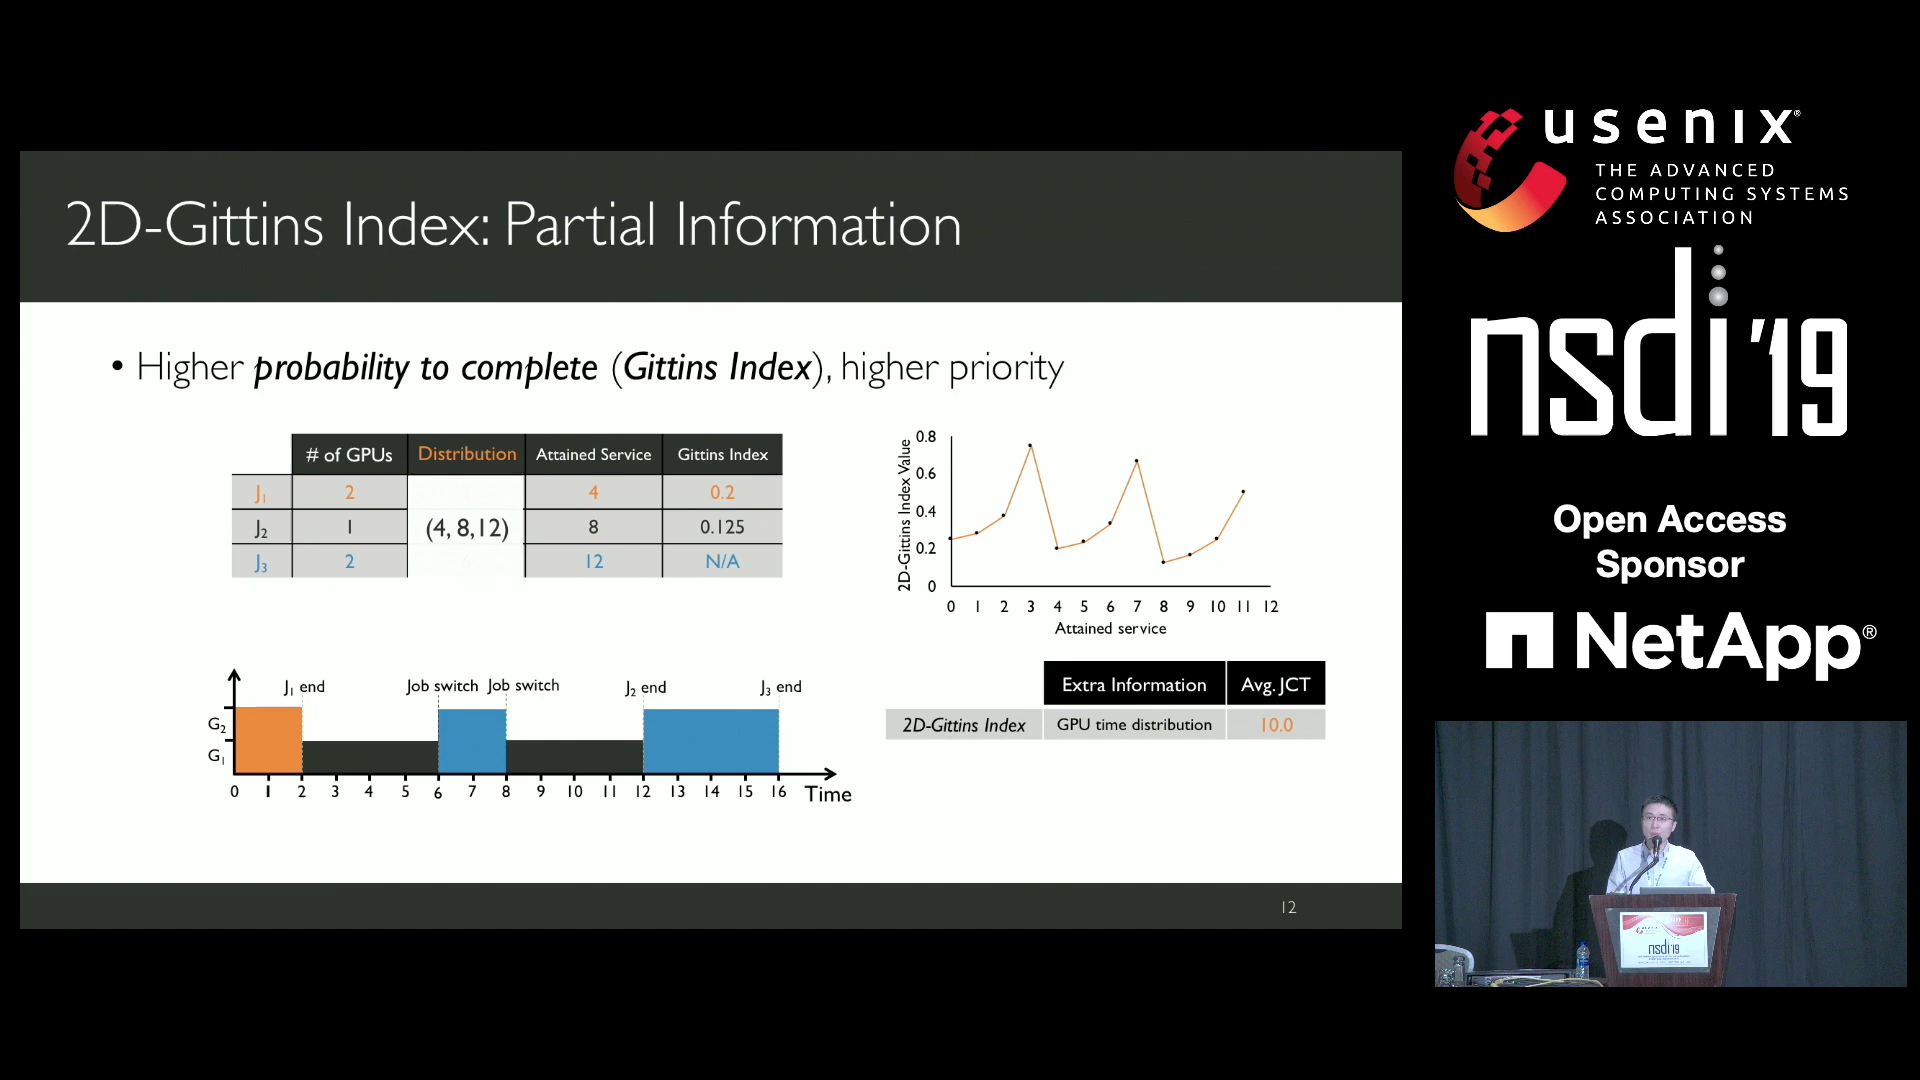 2D-Gittins Index: Partial Information
• Higher probability to complete (Gittins Index), higher priority
# of GPUs Distribution Attained Service Gittins Index
J1 2 4 0.2
J2 1 (4, 8,12) 8 0.125
J3 2 12 N/A
2D-Gittins Index Value
0.8
0.6
0.4
0.2
0
0 1 2 3 4 5 6 7 8 9 10 11 12
Attained service
J1 end Job switch Job switch J2 end J3 end
G2
G1
0 1 2 3 4 5 6 7 8 9 10 11 12 13 14 15 16 Time
Extra Information Avg. JCT
2D-Gittins Index GPU time distribution 10.0
12
usenix®
THE ADVANCED
COMPUTING SYSTEMS
ASSOCIATION
nsdi '19
Open Access
Sponsor
NetApp®
nsdi'19